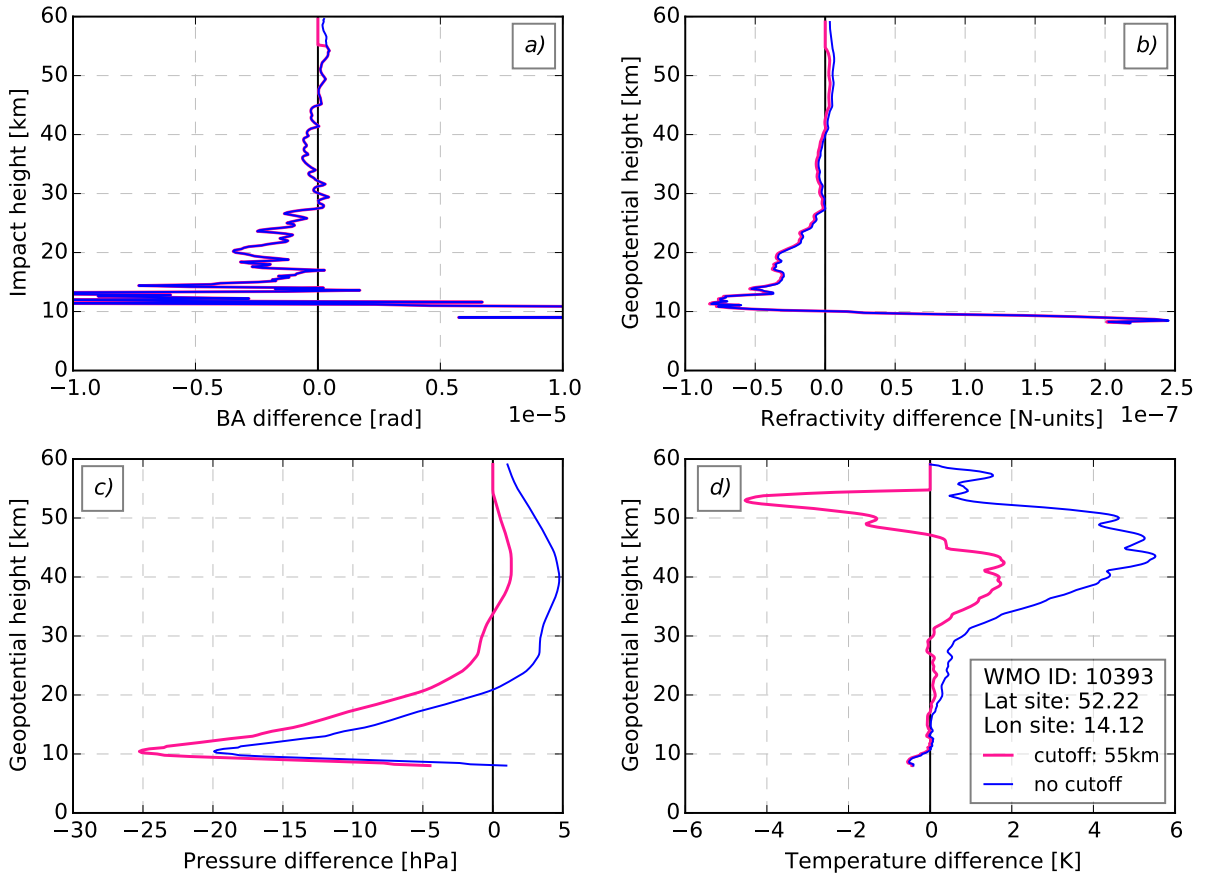 60
50
40
30
20
10
0
Impact height [km]
a)
−1.0 −0.5 0.0 0.5 1.0
BA difference [rad] 1e−5
60
50
40
30
20
10
0
Geopotential height [km]
b)
−1.0 −0.5 0.0 0.5 1.0 1.5 2.0 2.5
Refractivity difference [N-units] 1e−7
60
50
40
30
20
10
0
Geopotential height [km]
c)
−30 −25 −20 −15 −10 −5 0 5
Pressure difference [hPa]
60
50
40
30
20
10
0
Geopotential height [km]
d)
WMO ID: 10393
Lat site: 52.22
Lon site: 14.12
cutoff: 55km
no cutoff
−6 −4 −2 0 2 4 6
Temperature difference [K]